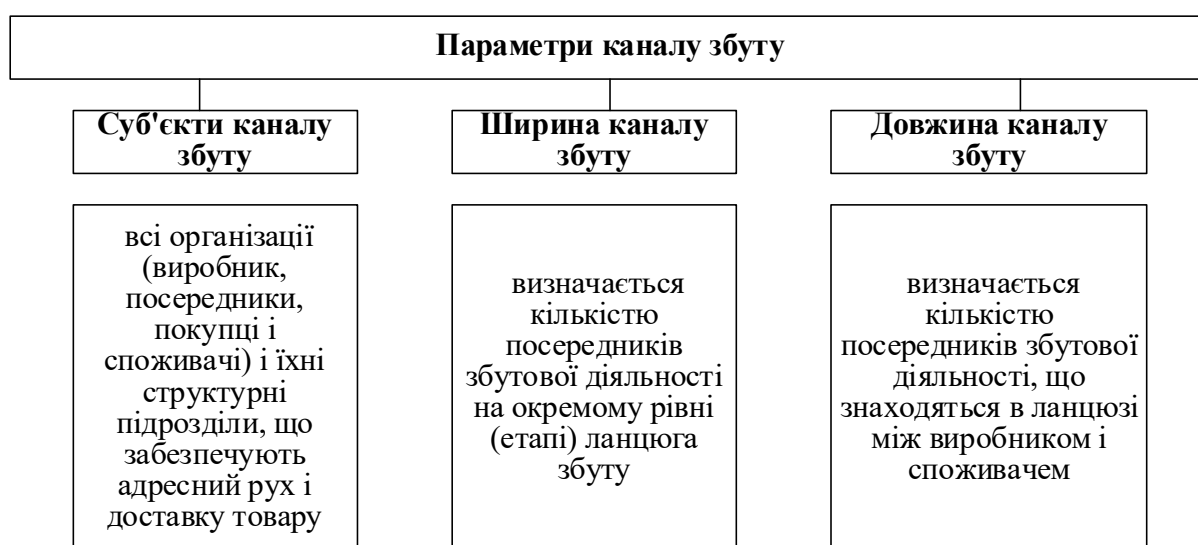 Параметри каналу збуту
Суб'єкти каналу
збуту
Ширина каналу
збуту
Довжина каналу
збуту
всі організації
(виробник,
посередники,
покупці і
споживачі) і їхні
структурні
підрозділи, що
забезпечують
адресний рух і
доставку товару
визначається
кількістю
посередників
збутової діяльності
на окремому рівні
(етапі) ланцюга
збуту
визначається
кількістю
посередників збутової
діяльності, що
знаходяться в ланцюзі
між виробником і
споживачем